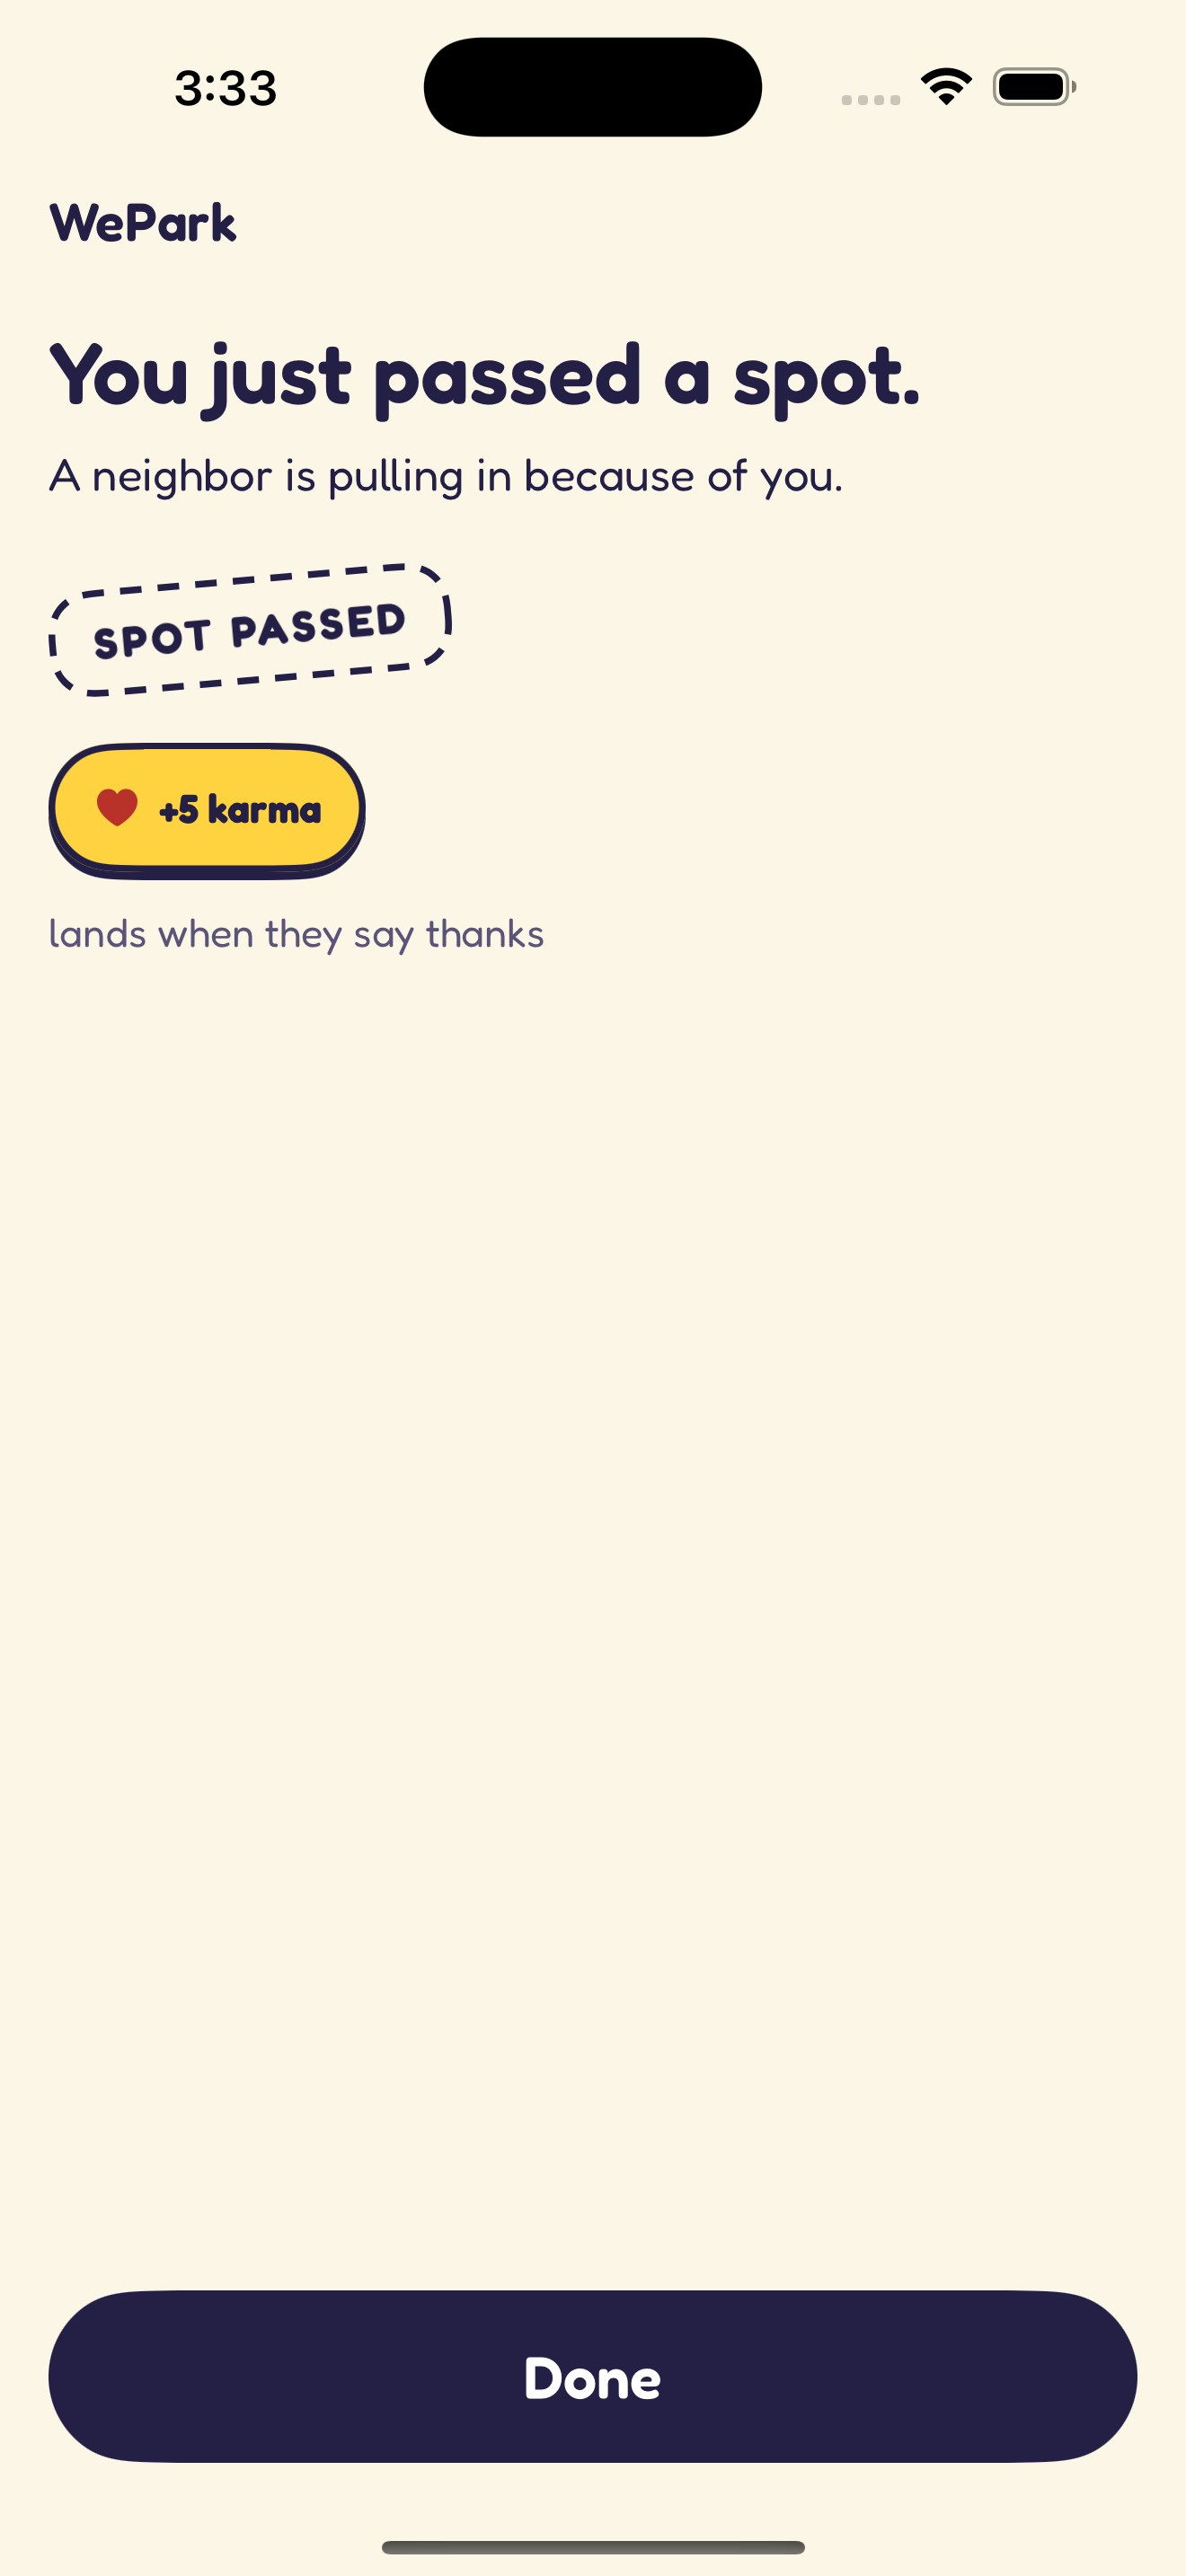 3:33
WePark
You just passed a spot.
A neighbor is pulling in because of you.
SPOT PASSED
+5 karma
lands when they say thanks
Done